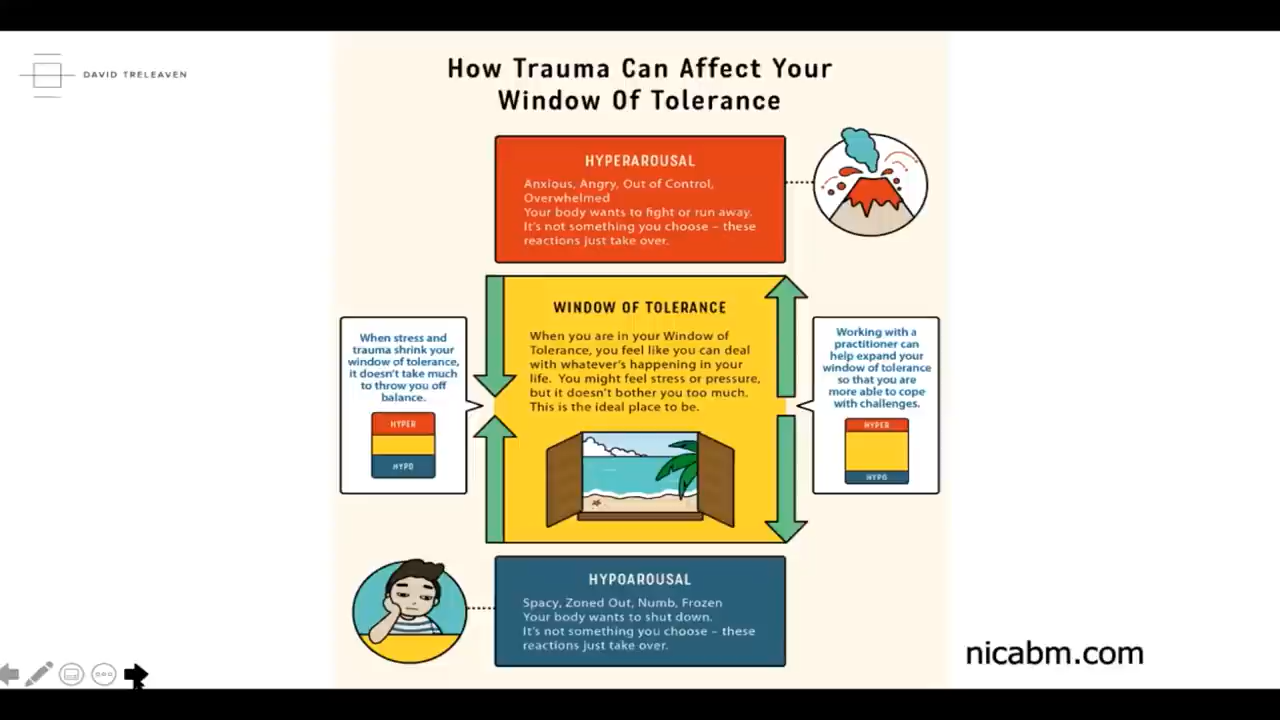 DAVID TRELEAVEN
How Trauma Can Affect Your
Window Of Tolerance
HYPERAROUSAL
Anxious, Angry, Out of Control,
Overwhelmed
Your body wants to fight or run away.
It's not something you choose – these
reactions just take over.
When stress and
trauma shrink your
window of tolerance,
it doesn't take much
to throw you off
balance.
HYPER
HYPO
WINDOW OF TOLERANCE
When you are in your Window of
Tolerance, you feel like you can deal
with whatever's happening in your
life. You might feel stress or pressure,
but it doesn't bother you too much.
This is the ideal place to be.
Working with a
practitioner can
help expand your
window of tolerance
so that you are
more able to cope
with challenges.
HYPER
HYPO
HYPOAROUSAL
Spacy, Zoned Out, Numb, Frozen
Your body wants to shut down.
It's not something you choose – these
reactions just take over.
nicabm.com